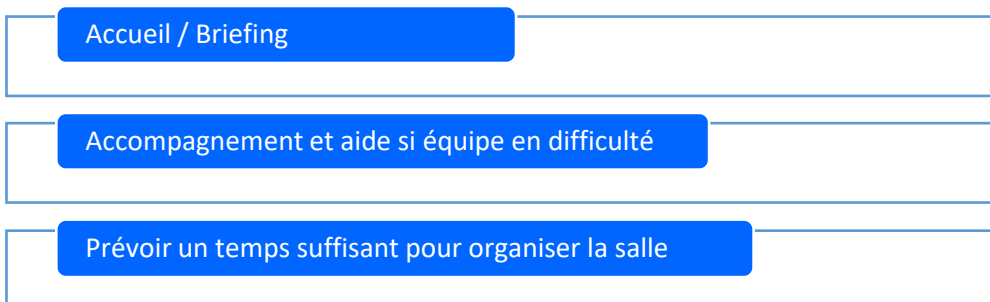 Accueil / Briefing
Accompagnement et aide si équipe en difficulté
Prévoir un temps suffisant pour organiser la salle